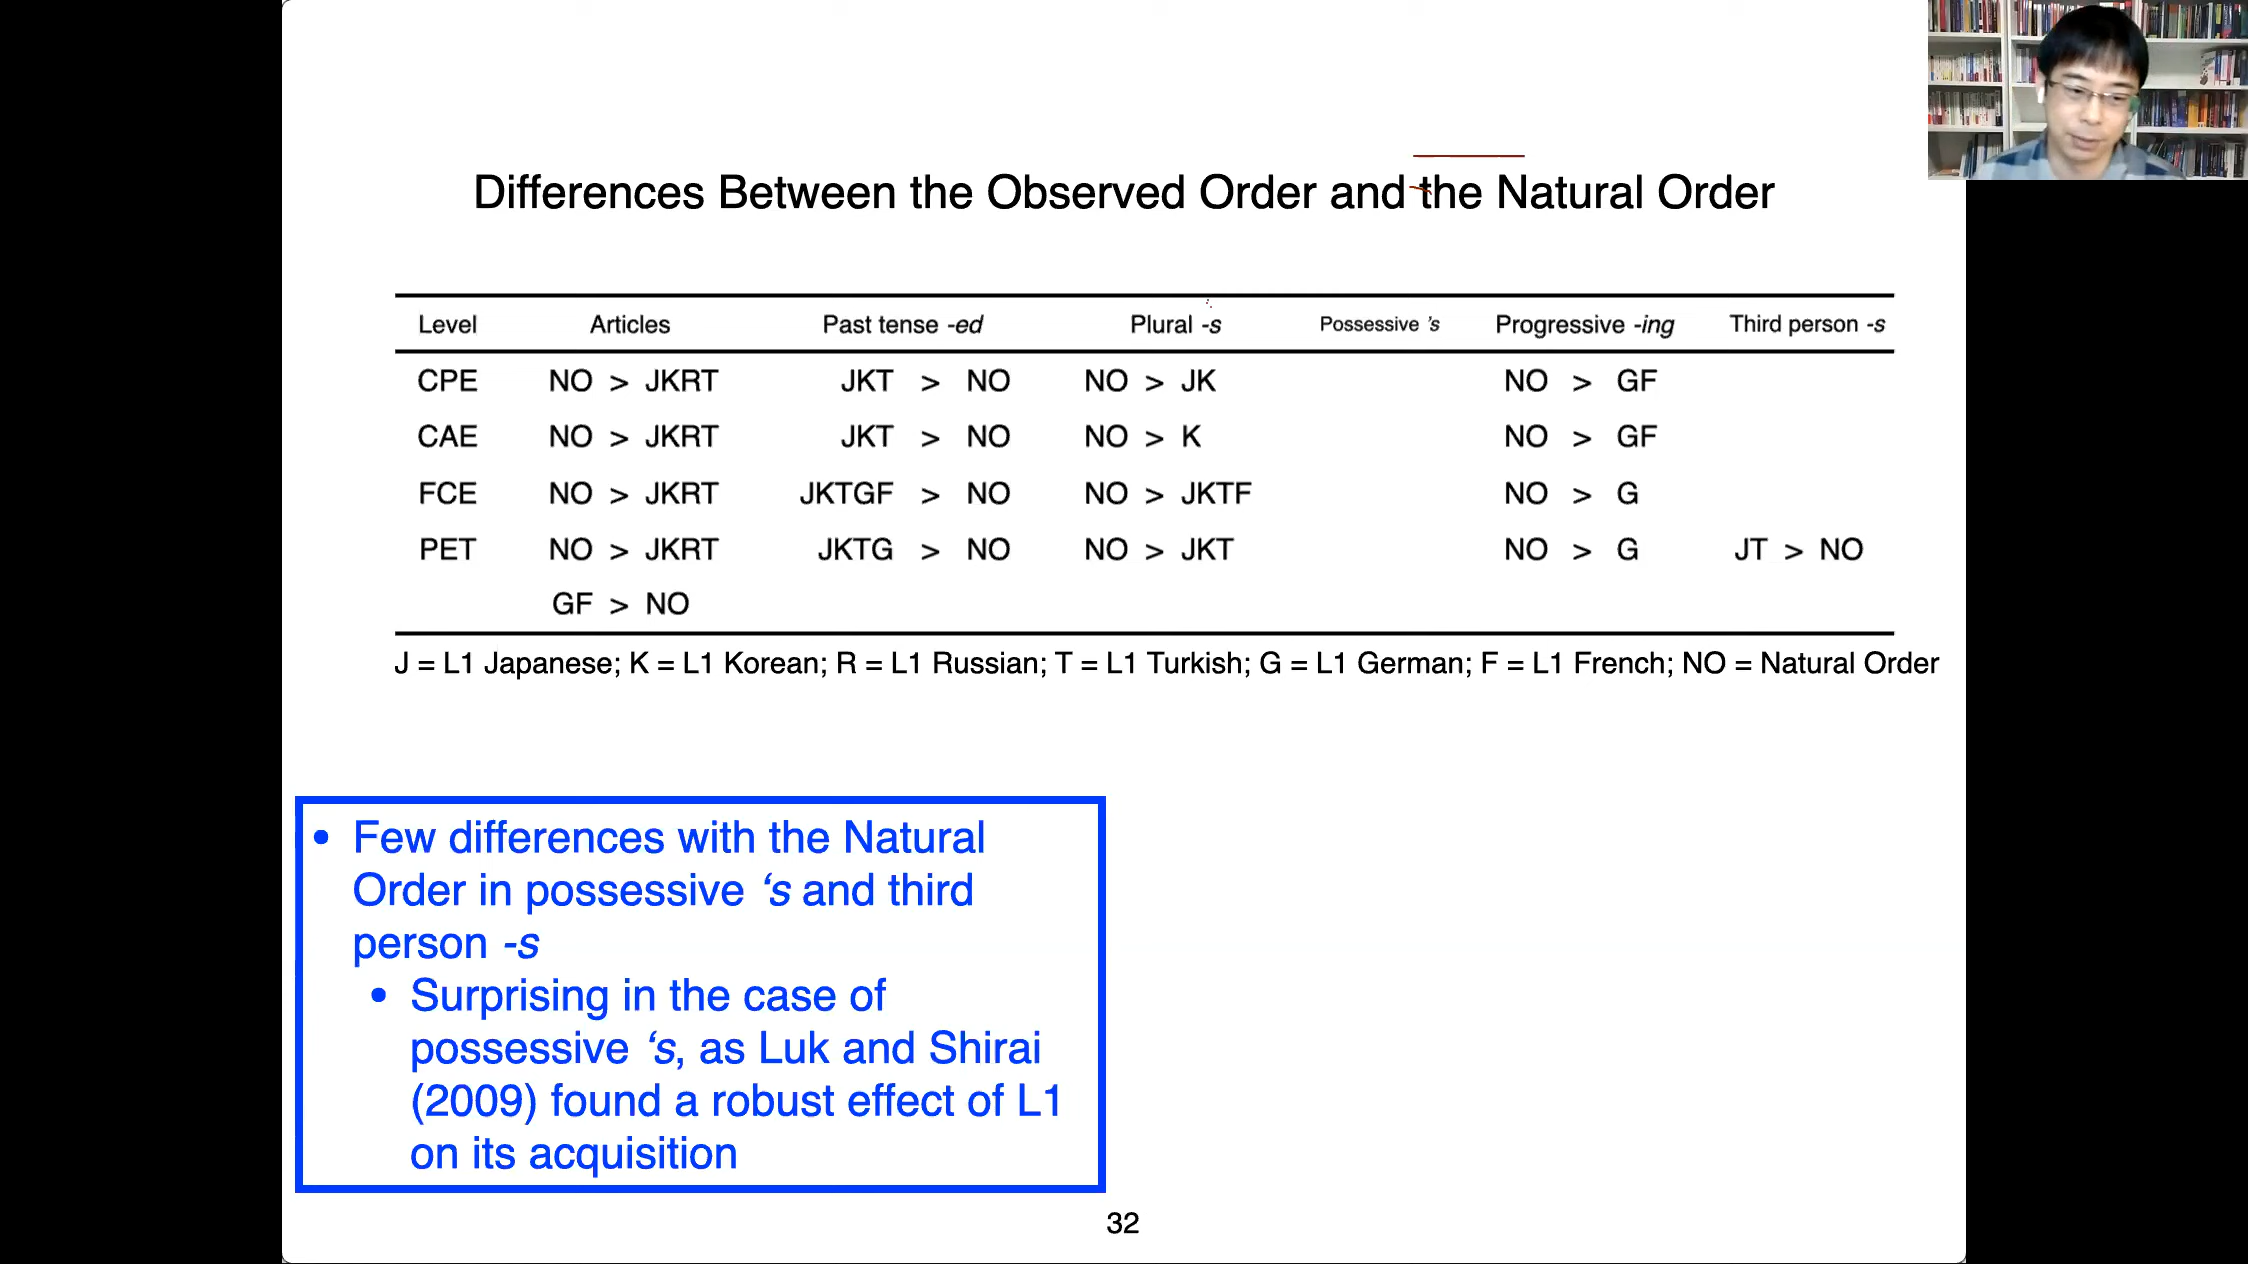 Differences Between the Observed Order and the Natural Order
Level Articles Past tense -ed Plural -s Possessive 's Progressive -ing Third person -s
CPE NO > JKRT JKT > NO NO > JK NO > GF
CAE NO > JKRT JKT > NO NO > K NO > GF
FCE NO > JKRT JKTGF > NO NO > JKTF NO > G
PET NO > JKRT JKTG > NO NO > JKT NO > G JT > NO
GF > NO
J = L1 Japanese; K = L1 Korean; R = L1 Russian; T = L1 Turkish; G = L1 German; F = L1 French; NO = Natural Order
• Few differences with the Natural
Order in possessive ‘s and third
person -s
• Surprising in the case of
possessive ‘s, as Luk and Shirai
(2009) found a robust effect of L1
on its acquisition
32